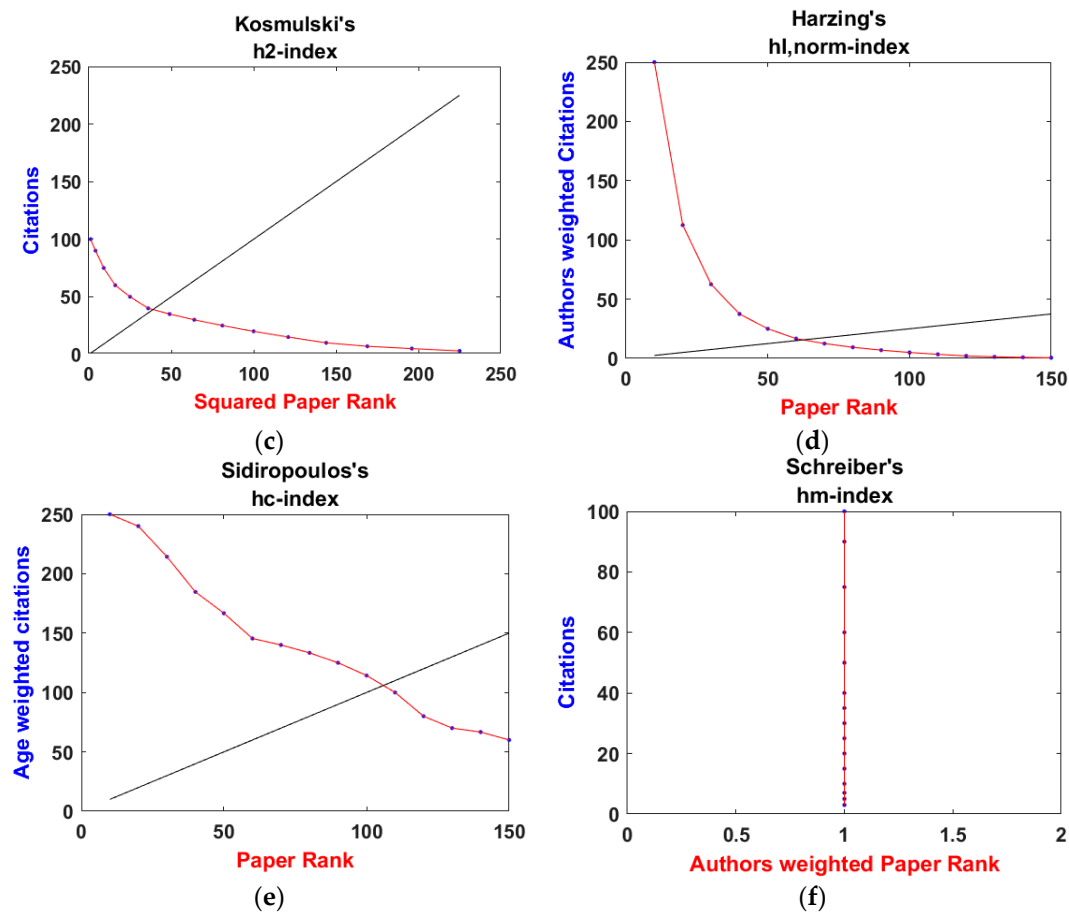 Kosmulski's
h2-index
250
200
150
100
50
0
Citations
0 50 100 150 200 250
Squared Paper Rank
(c)
Harzing's
hI,norm-index
250
200
150
100
50
0
Authors weighted Citations
0 50 100 150
Paper Rank
(d)
Sidiropoulos's
hc-index
250
200
150
100
50
0
Age weighted citations
0 50 100 150
Paper Rank
(e)
Schreiber's
hm-index
100
80
60
40
20
0
Citations
0 0.5 1 1.5 2
Authors weighted Paper Rank
(f)